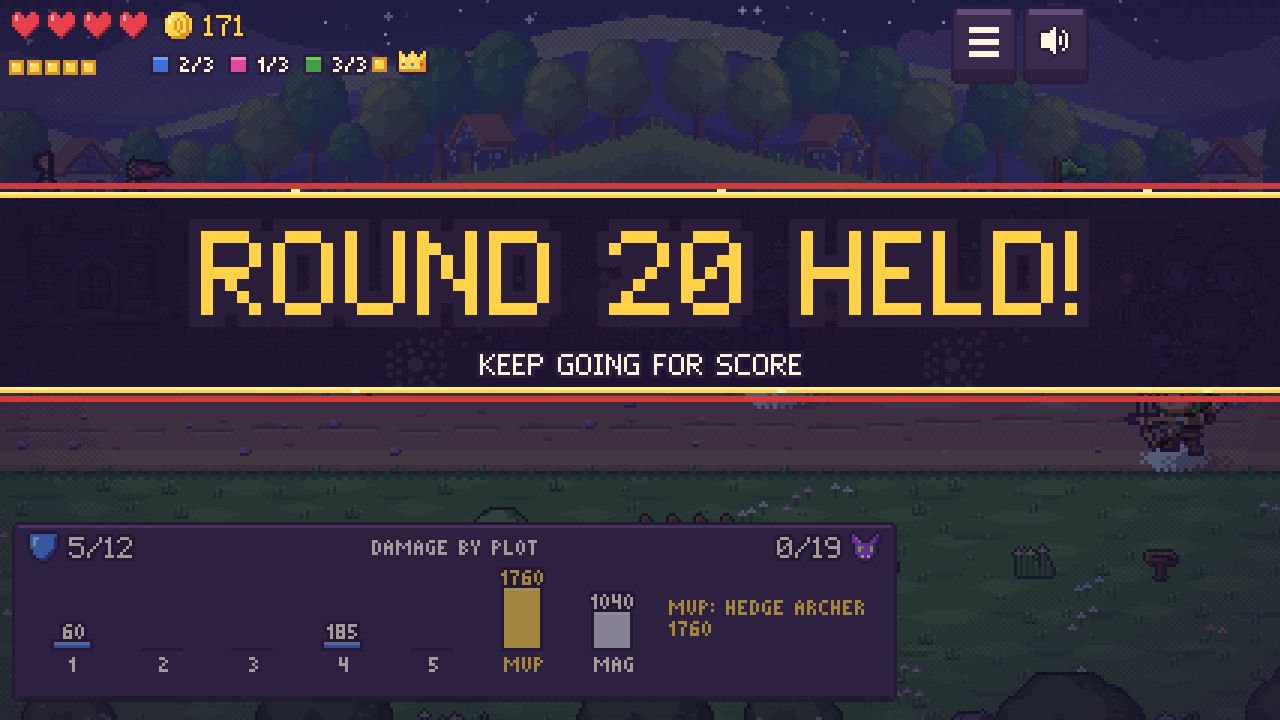 171
2/3 1/3 3/3
ROUND 20 HELD!
KEEP GOING FOR SCORE
5/12 DAMAGE BY PLOT 0/19
1760
1040
MVP: HEDGE ARCHER
1760
60 185
1 2 3 4 5 MVP MAG